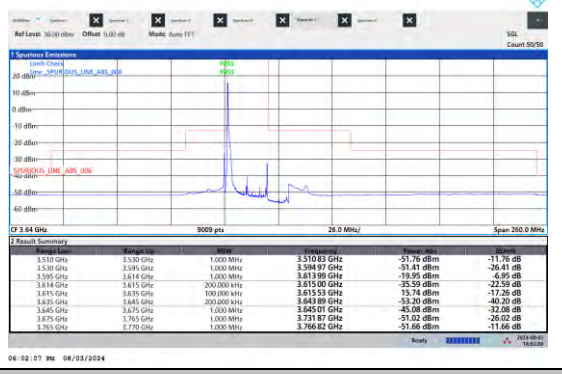 Ref Level 30.00 dBm Offset 9.00 dB Mode Auto FFT SGL
Count 50/50
1 Spurious Emissions
Limit Check PASS
Line _SPURIOUS_LINE_ABS_006 PASS
20 dBm
10 dBm
0 dBm
-10 dBm
-20 dBm
-30 dBm
SPURIOUS_LINE_ABS_006
-50 dBm
-60 dBm
CF 3.64 GHz 9009 pts 26.0 MHz/ Span 260.0 MHz
2 Result Summary
Range Low Range Up RBW Frequency Power Abs ΔLimit
3.510 GHz 3.530 GHz 1.000 MHz 3.510 83 GHz -51.76 dBm -11.76 dB
3.530 GHz 3.595 GHz 1.000 MHz 3.594 97 GHz -51.41 dBm -26.41 dB
3.595 GHz 3.614 GHz 1.000 MHz 3.613 99 GHz -19.95 dBm -6.95 dB
3.614 GHz 3.615 GHz 200.000 kHz 3.615 00 GHz -35.59 dBm -22.59 dB
3.615 GHz 3.635 GHz 100.000 kHz 3.615 53 GHz 15.74 dBm -17.26 dB
3.635 GHz 3.645 GHz 200.000 kHz 3.643 89 GHz -53.20 dBm -40.20 dB
3.645 GHz 3.675 GHz 1.000 MHz 3.645 01 GHz -45.08 dBm -32.08 dB
3.675 GHz 3.765 GHz 1.000 MHz 3.731 87 GHz -51.02 dBm -26.02 dB
3.765 GHz 3.770 GHz 1.000 MHz 3.766 82 GHz -51.66 dBm -11.66 dB
Ready
06:02:07 PM 08/03/2024